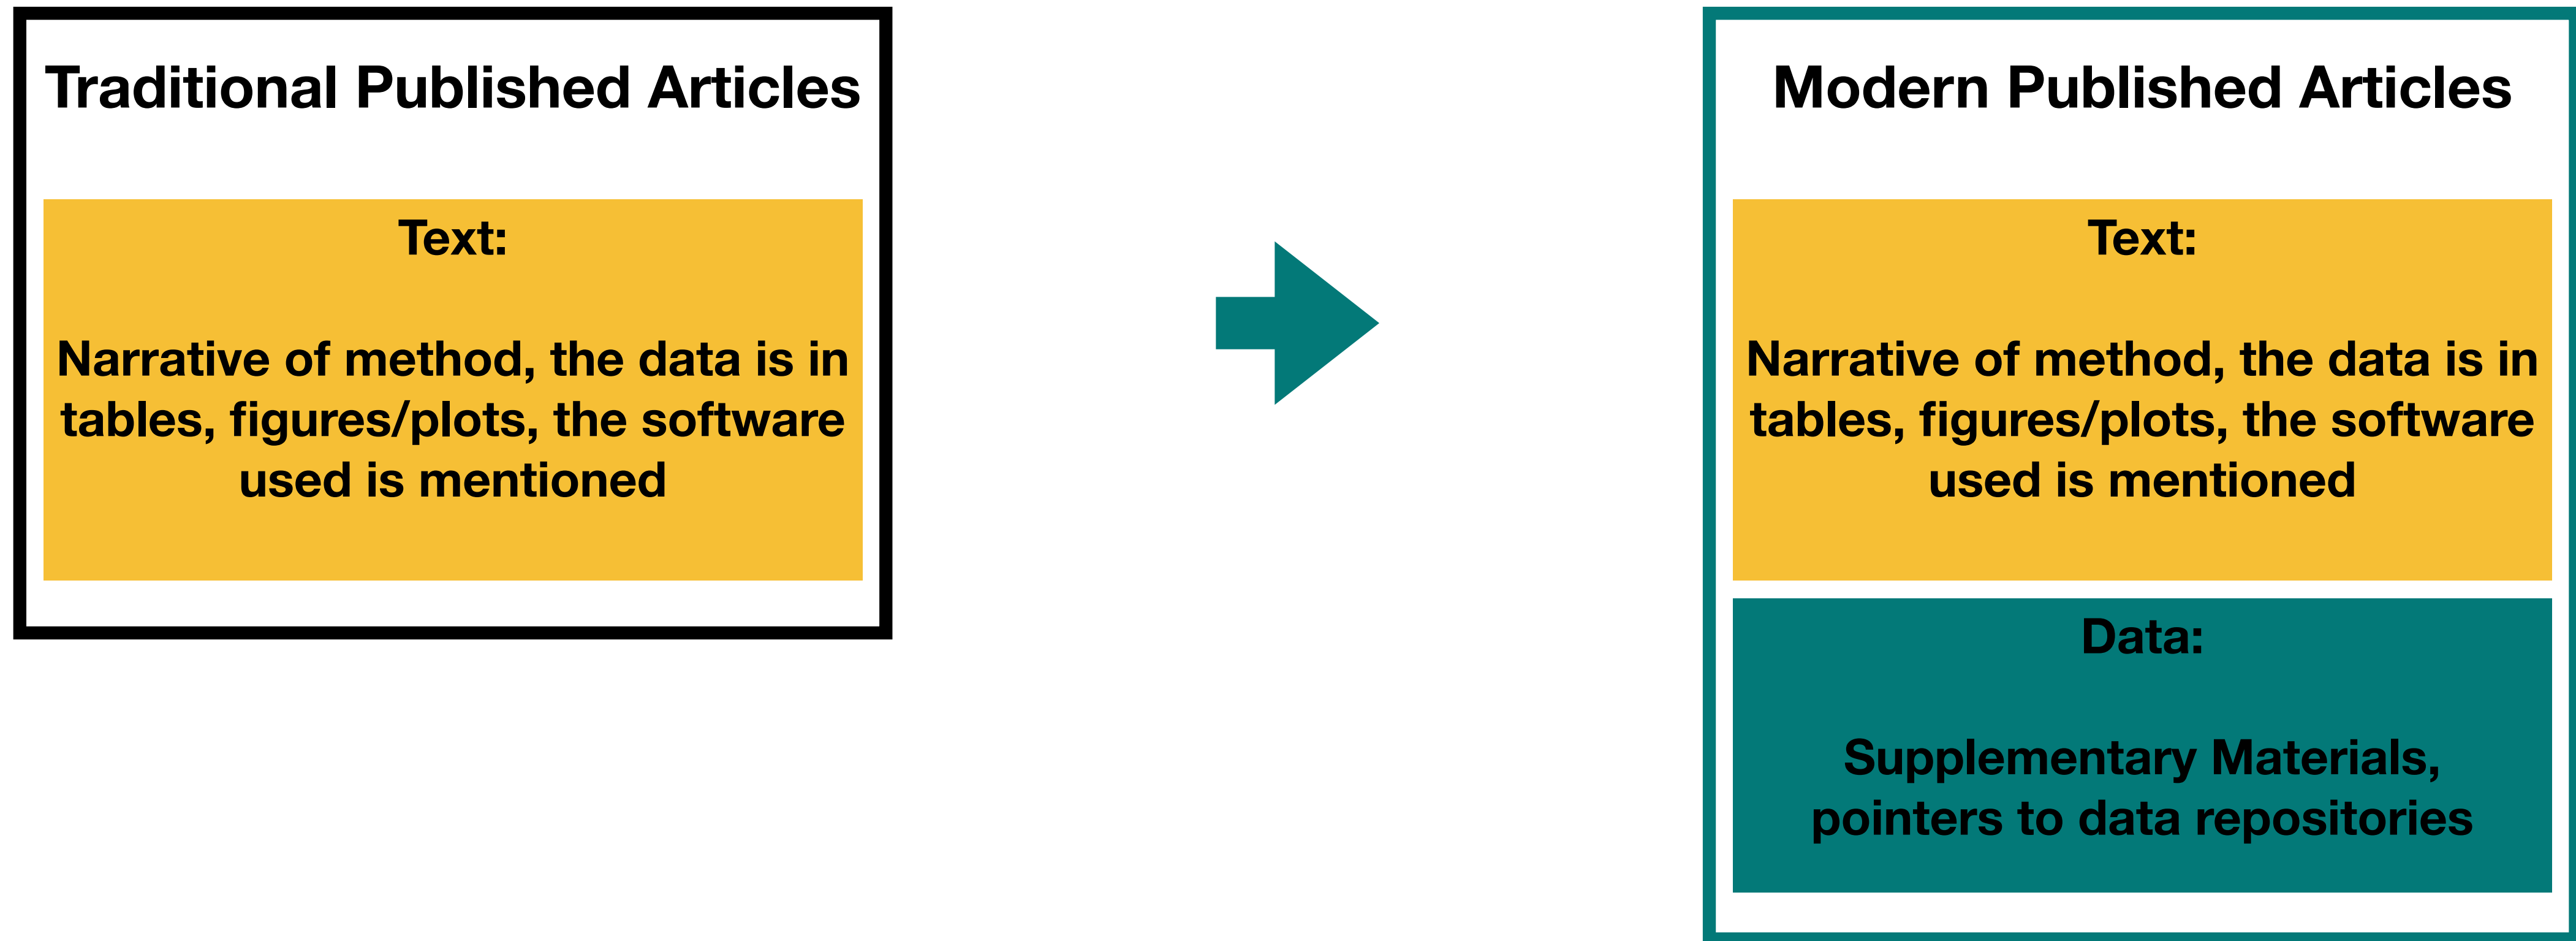 Traditional Published Articles
Text:
Narrative of method, the data is in
tables, figures/plots, the software
used is mentioned
Modern Published Articles
Text:
Narrative of method, the data is in
tables, figures/plots, the software
used is mentioned
Data:
Supplementary Materials,
pointers to data repositories